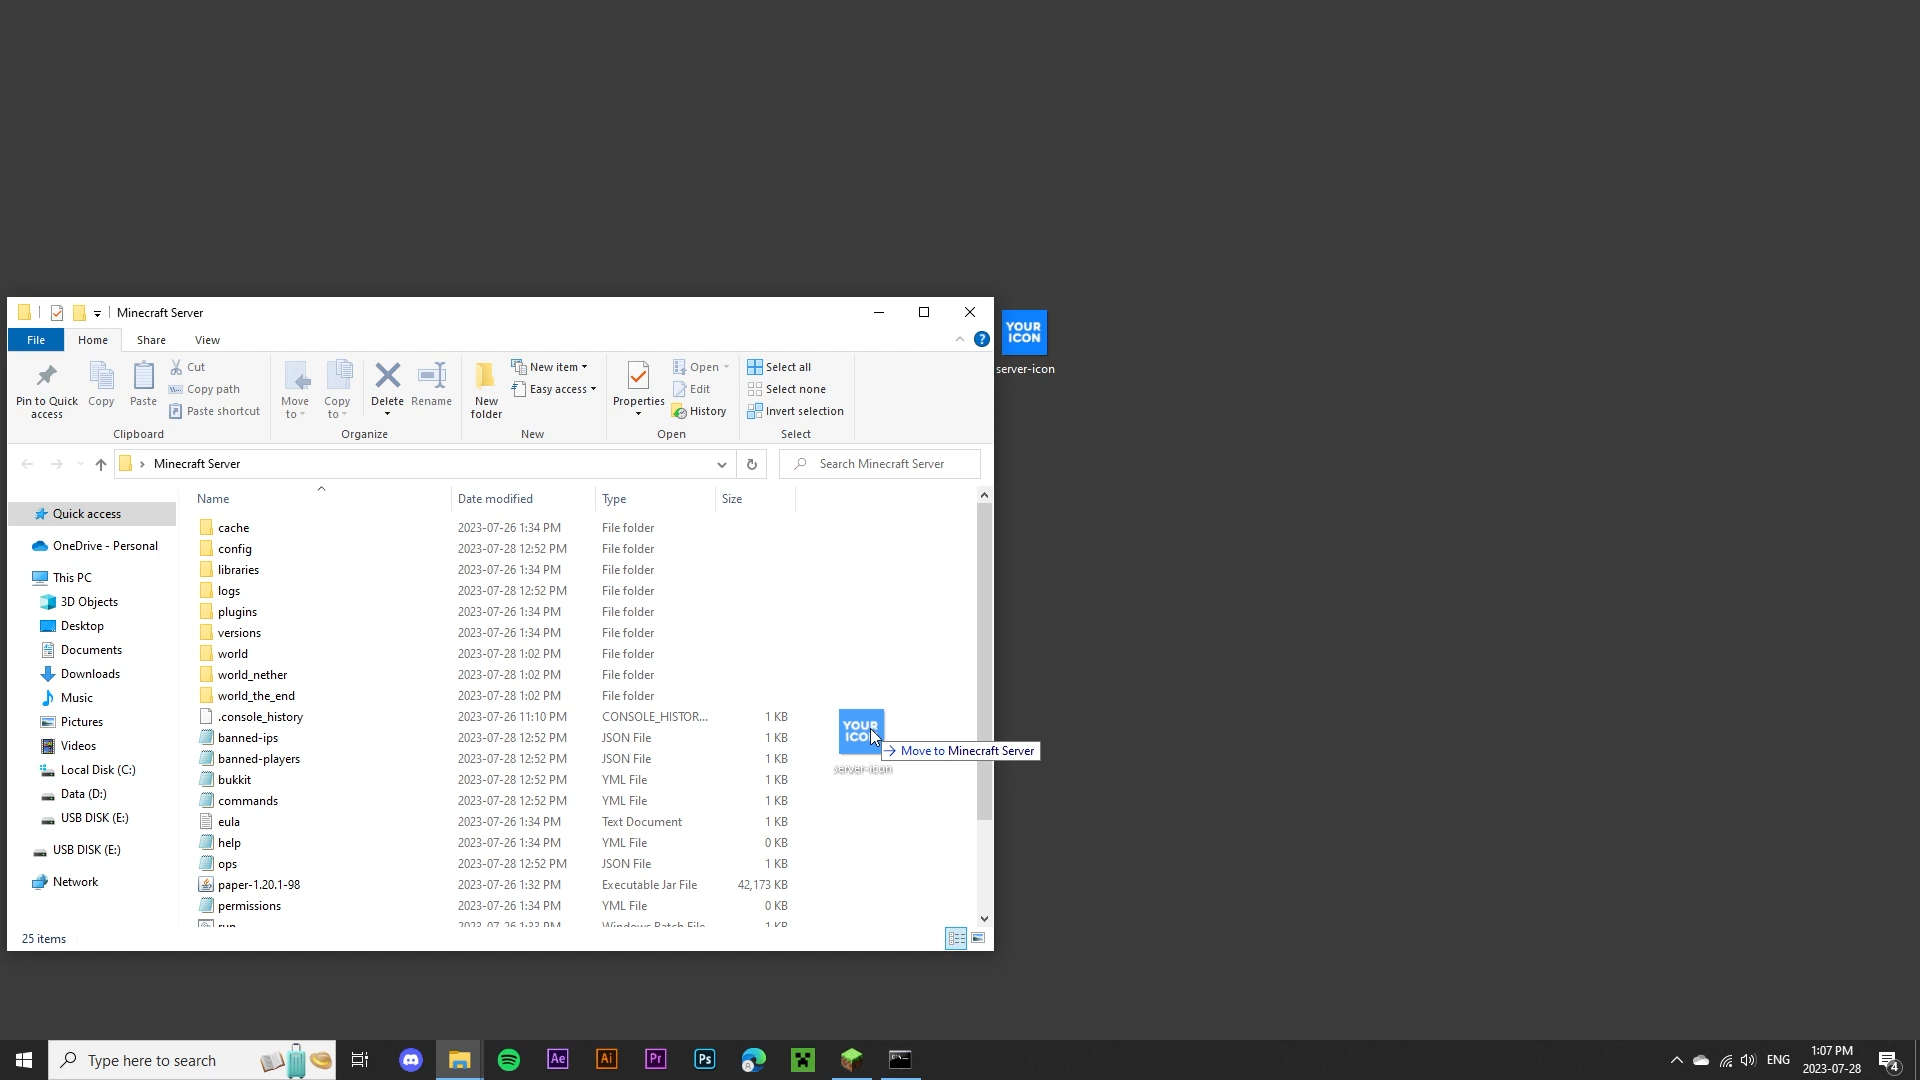 Minecraft Server
File Home Share View
Pin to Quick access
Copy
Paste
Cut
Copy path
Paste shortcut
Clipboard
Move to
Copy to
Delete
Rename
Organize
New folder
New item
Easy access
New
Properties
Open
Edit
History
Open
Select all
Select none
Invert selection
Select
YOUR
ICON
server-icon
Minecraft Server
Search Minecraft Server
Quick access
OneDrive - Personal
This PC
3D Objects
Desktop
Documents
Downloads
Music
Pictures
Videos
Local Disk (C:)
Data (D:)
USB DISK (E:)
USB DISK (E:)
Network
Name Date modified Type Size
cache 2023-07-26 1:34 PM File folder
config 2023-07-28 12:52 PM File folder
libraries 2023-07-26 1:34 PM File folder
logs 2023-07-28 12:52 PM File folder
plugins 2023-07-26 1:34 PM File folder
versions 2023-07-26 1:34 PM File folder
world 2023-07-28 1:02 PM File folder
world_nether 2023-07-28 1:02 PM File folder
world_the_end 2023-07-28 1:02 PM File folder
.console_history 2023-07-26 11:10 PM CONSOLE_HISTOR... 1 KB
banned-ips 2023-07-28 12:52 PM JSON File 1 KB
banned-players 2023-07-28 12:52 PM JSON File 1 KB
bukkit 2023-07-28 12:52 PM YML File 1 KB
commands 2023-07-28 12:52 PM YML File 1 KB
eula 2023-07-26 1:34 PM Text Document 1 KB
help 2023-07-26 1:34 PM YML File 0 KB
ops 2023-07-28 12:52 PM JSON File 1 KB
paper-1.20.1-98 2023-07-26 1:32 PM Executable Jar File 42,173 KB
permissions 2023-07-26 1:34 PM YML File 0 KB
run 2023-07-26 1:33 PM Windows Batch File 1 KB
YOUR
ICO
Move to Minecraft Server
server-icon
25 items
Type here to search
Ae
Ai
Pr
Ps
ENG
1:07 PM
2023-07-28
4